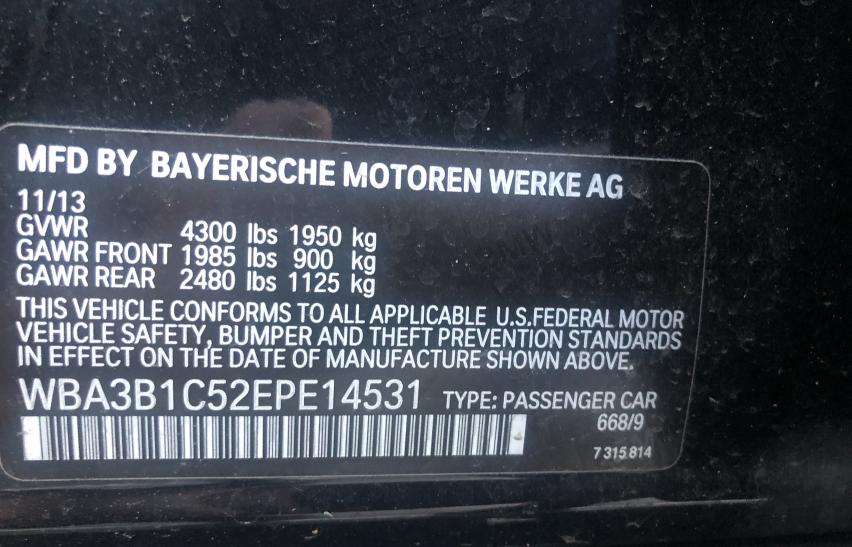 MFD BY BAYERISCHE MOTOREN WERKE AG
11/13
GVWR 4300 lbs 1950 kg
GAWR FRONT 1985 lbs 900 kg
GAWR REAR 2480 lbs 1125 kg
THIS VEHICLE CONFORMS TO ALL APPLICABLE U.S.FEDERAL MOTOR
VEHICLE SAFETY, BUMPER AND THEFT PREVENTION STANDARDS
IN EFFECT ON THE DATE OF MANUFACTURE SHOWN ABOVE.
WBA3B1C52EPE14531 TYPE: PASSENGER CAR
668/9
7 315 814